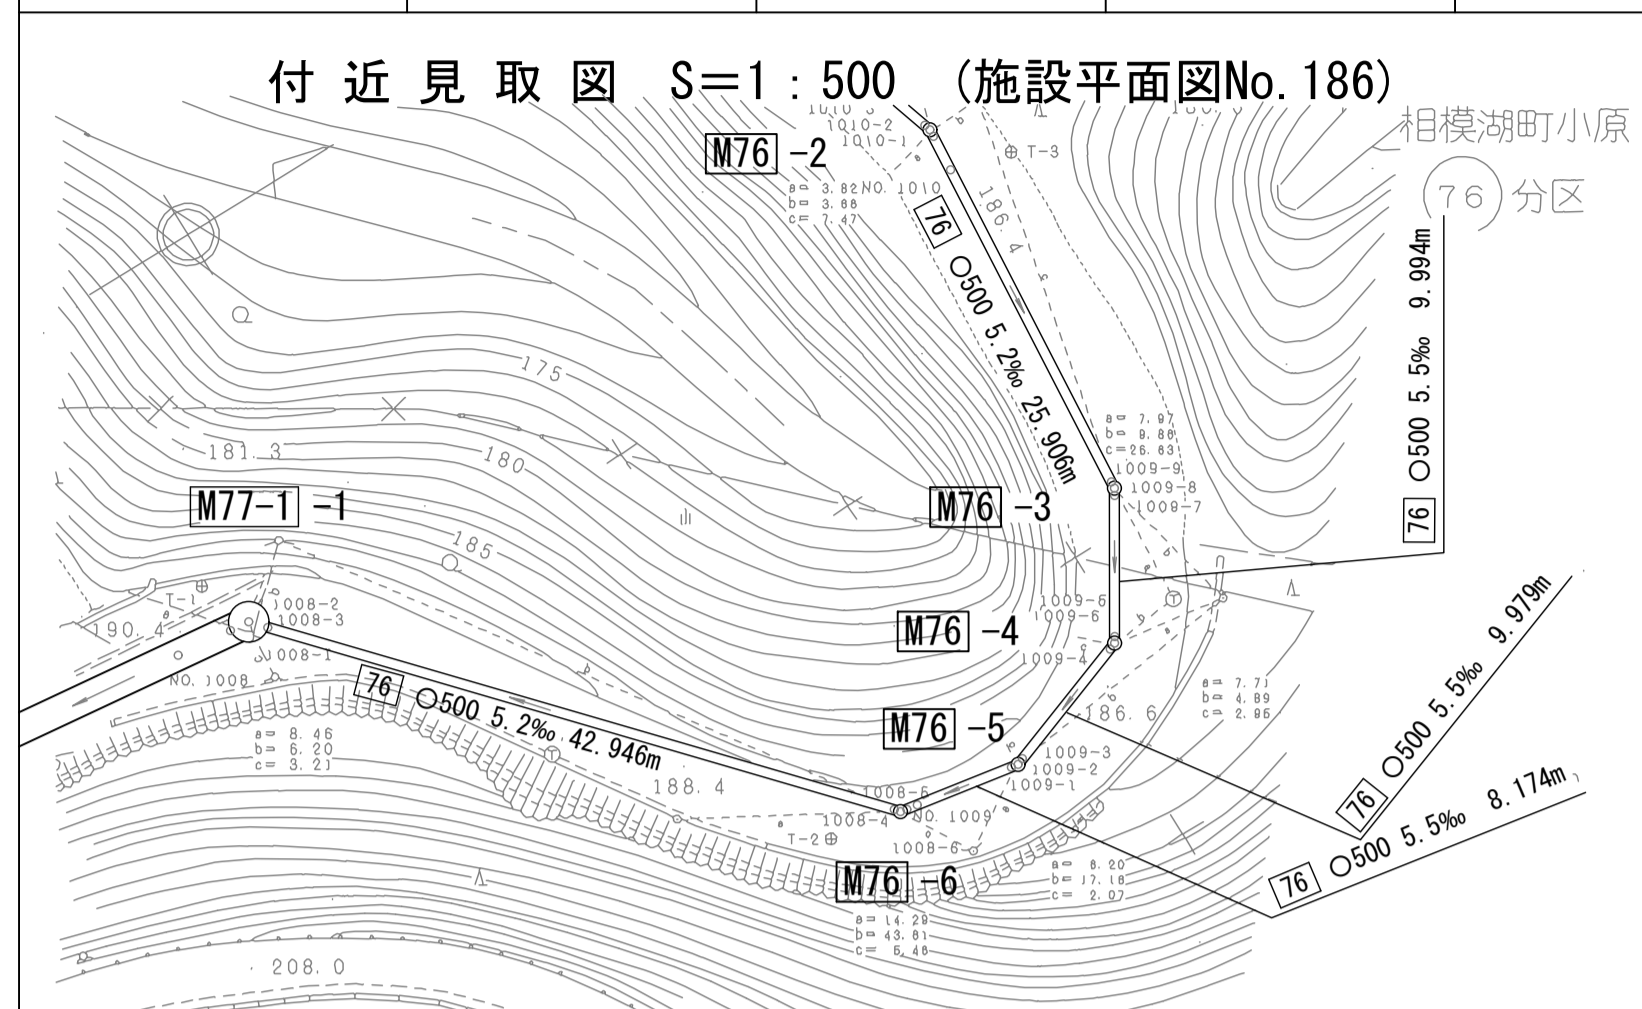 付近見取図 S=1:500 (施設平面図No.186)
相模湖町小原
76 分区
1010-2
1010-1
M76 -2
T-3
a= 3.82 NO. 1010
b= 3.88
c= 7.47
186.4
76 ○500 5.2‰ 25.906m
76 ○500 5.5‰ 9.994m
175
a= 7.97
b= 9.88
c=26.83
181.3
180
1009-9
1009-8
1009-7
M77-1 -1
M76 -3
185
T-1
1008-2
1008-3
190.4
1009-5
1009-6
M76 -4
1008-1
1009-4
NO. 1008
76 ○500 5.2‰ 42.946m
a= 7.71
b= 4.89
c= 2.96
186.6
M76 -5
76 ○500 5.5‰ 9.979m
a= 8.46
b= 6.20
c= 3.21
1009-3
1009-2
1009-1
188.4
1008-5
1008-4
NO. 1009
T-2
1008-6
76 ○500 5.5‰ 8.174m
M76 -6
a= 8.20
b= 17.18
c= 2.07
a= 14.29
b= 43.81
c= 5.48
208.0